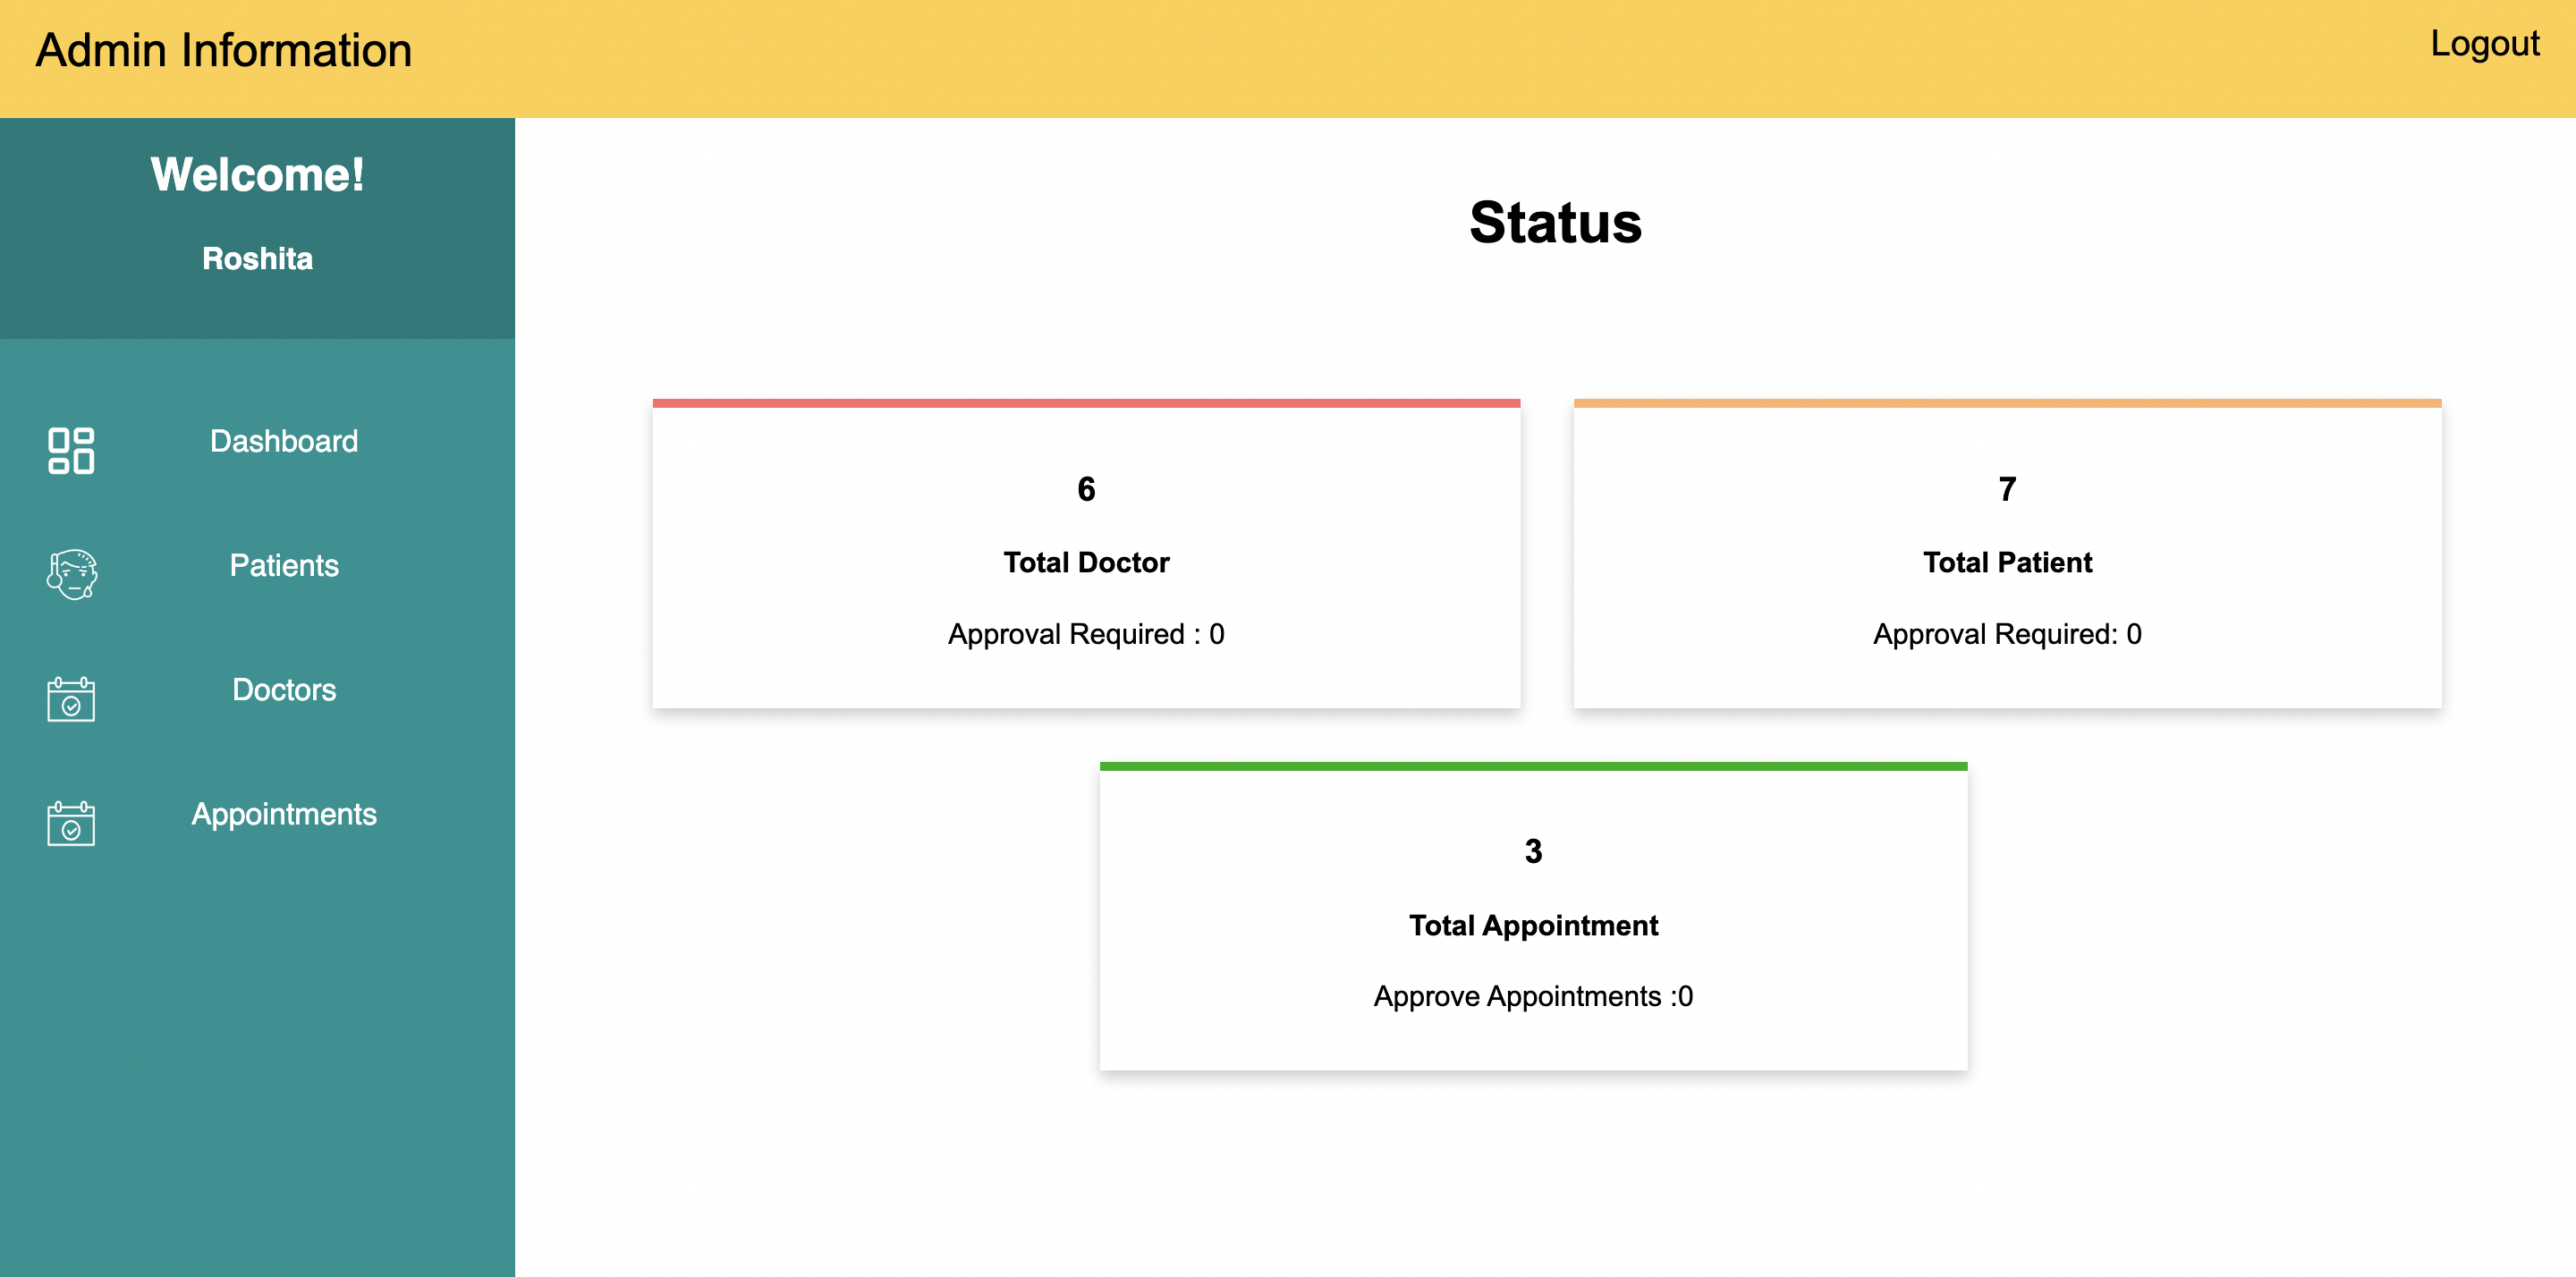 Admin Information
Logout
Welcome!
Roshita
Dashboard
Patients
Doctors
Appointments
Status
6
Total Doctor
Approval Required : 0
7
Total Patient
Approval Required: 0
3
Total Appointment
Approve Appointments :0